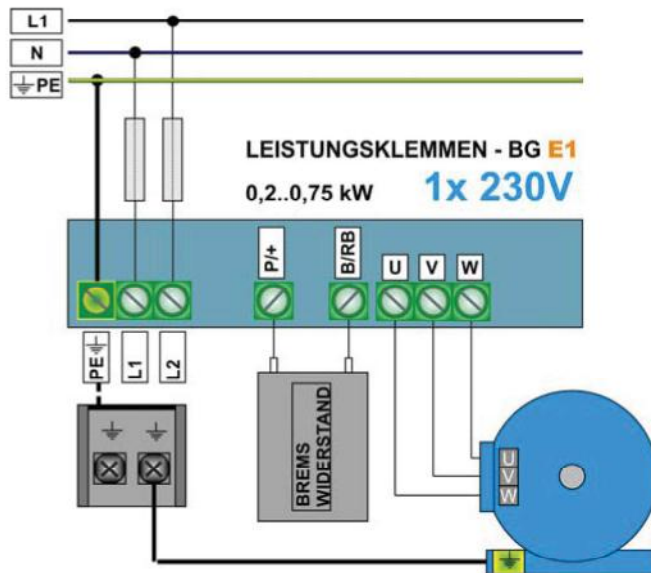 L1
N
⏚ PE
LEISTUNGSKLEMMEN - BG E1
0,2..0,75 kW 1x 230V
P/+ B/RB U V W
PE⏚ L1 L2
BREMS
WIDERSTAND
U
V
W